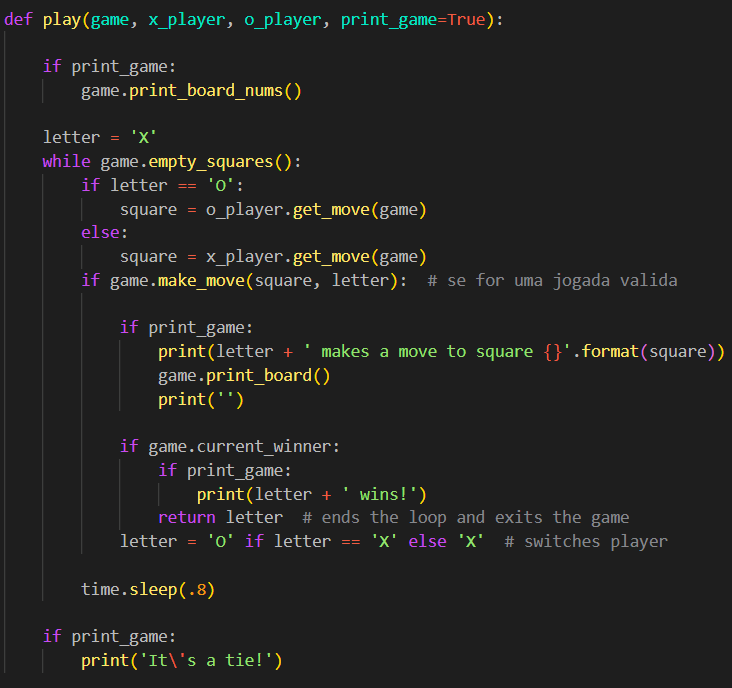 def play(game, x_player, o_player, print_game=True):
    if print_game:
        game.print_board_nums()
    letter = 'X'
    while game.empty_squares():
        if letter == 'O':
            square = o_player.get_move(game)
        else:
            square = x_player.get_move(game)
        if game.make_move(square, letter):  # se for uma jogada valida
            if print_game:
                print(letter + ' makes a move to square {}'.format(square))
                game.print_board()
                print('')
            if game.current_winner:
                if print_game:
                    print(letter + ' wins!')
                return letter  # ends the loop and exits the game
            letter = 'O' if letter == 'X' else 'X'  # switches player
        time.sleep(.8)
    if print_game:
        print('It\'s a tie!')